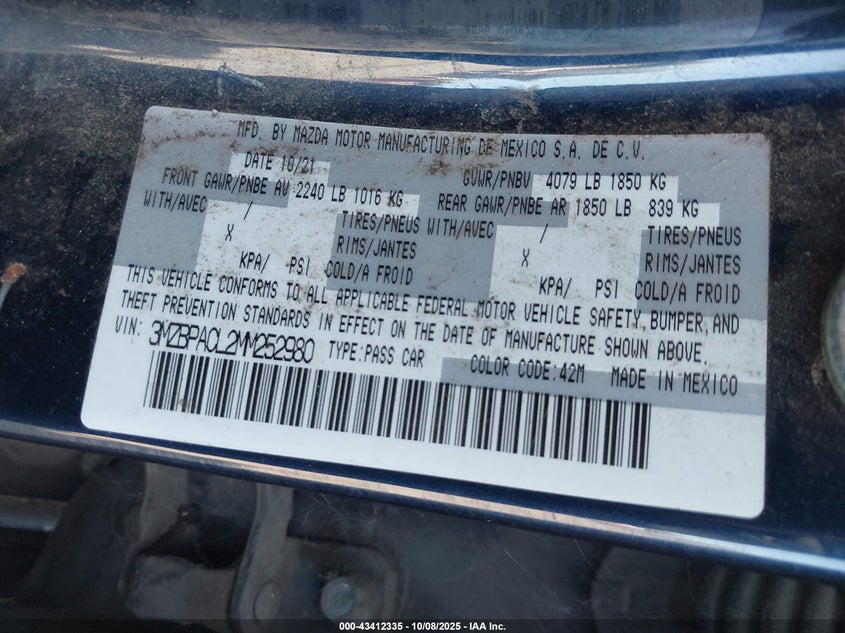 MFD. BY MAZDA MOTOR MANUFACTURING DE MEXICO S.A. DE C.V.
DATE 10/21 GVWR/PNBV 4079 LB 1850 KG
FRONT GAWR/PNBE AV 2240 LB 1016 KG REAR GAWR/PNBE AR 1850 LB 839 KG
WITH/AVEC / TIRES/PNEUS WITH/AVEC / TIRES/PNEUS
X RIMS/JANTES X RIMS/JANTES
KPA/ PSI COLD/A FROID KPA/ PSI COLD/A FROID
THIS VEHICLE CONFORMS TO ALL APPLICABLE FEDERAL MOTOR VEHICLE SAFETY, BUMPER, AND
THEFT PREVENTION STANDARDS IN EFFECT ON THE DATE OF MANUFACTURE SHOWN ABOVE.
VIN: 3MZBPACL2MM252980 TYPE:PASS CAR COLOR CODE:42M MADE IN MEXICO
000-43412335 - 10/08/2025 - IAA Inc.